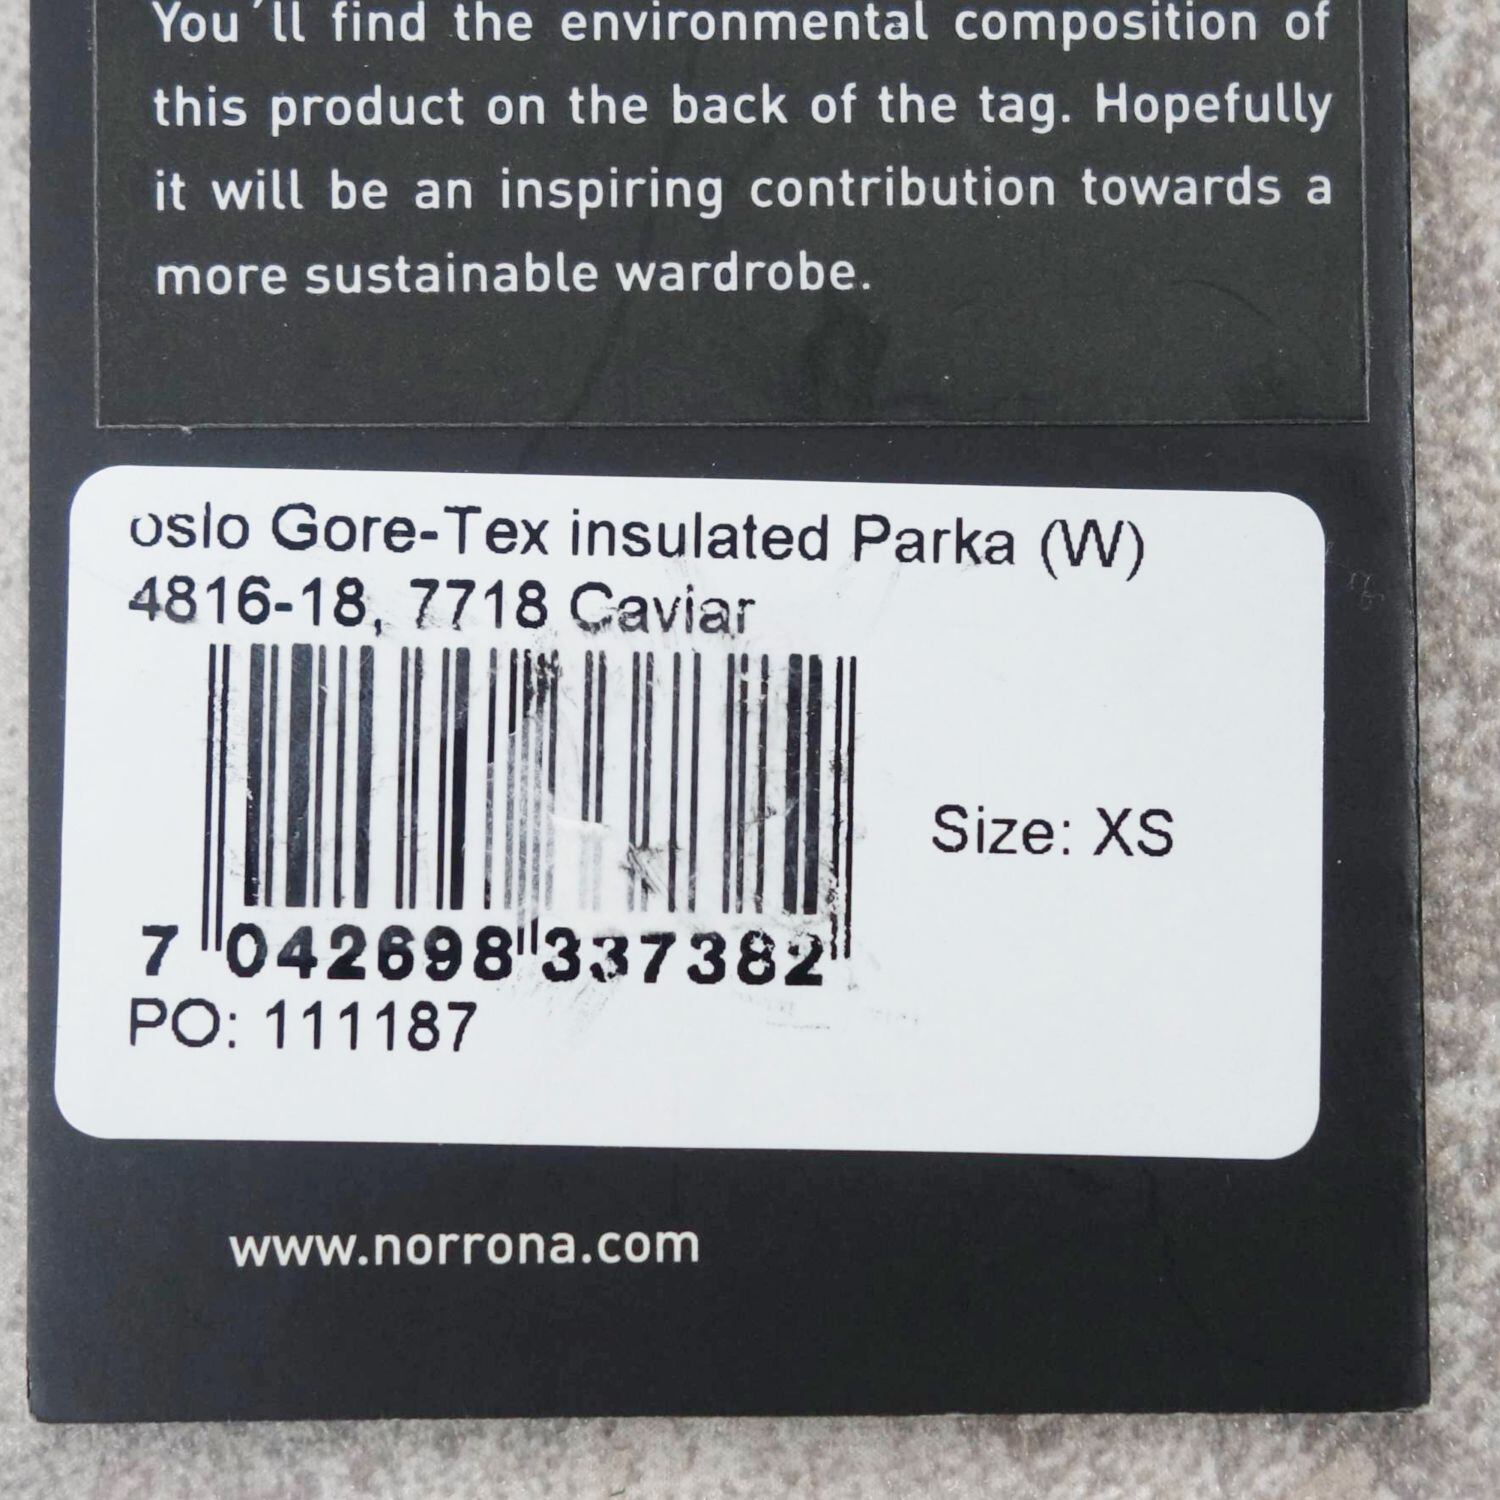 You´ll find the environmental composition of
this product on the back of the tag. Hopefully
it will be an inspiring contribution towards a
more sustainable wardrobe.
oslo Gore-Tex insulated Parka (W)
4816-18, 7718 Caviar
Size: XS
7 042698 337382
PO: 111187
www.norrona.com